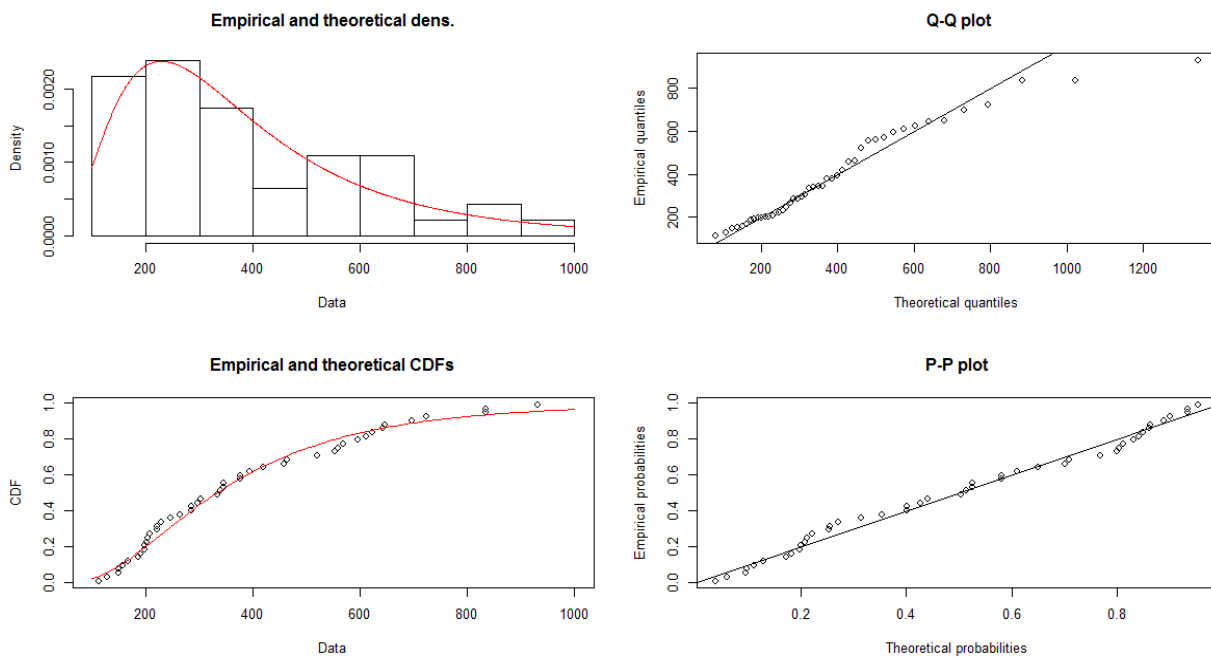 Empirical and theoretical dens.
Density
0.0000 0.0010 0.0020
200 400 600 800 1000
Data
Q-Q plot
Empirical quantiles
200 400 600 800
200 400 600 800 1000 1200
Theoretical quantiles
Empirical and theoretical CDFs
CDF
0.0 0.2 0.4 0.6 0.8 1.0
200 400 600 800 1000
Data
P-P plot
Empirical probabilities
0.0 0.2 0.4 0.6 0.8 1.0
0.2 0.4 0.6 0.8
Theoretical probabilities